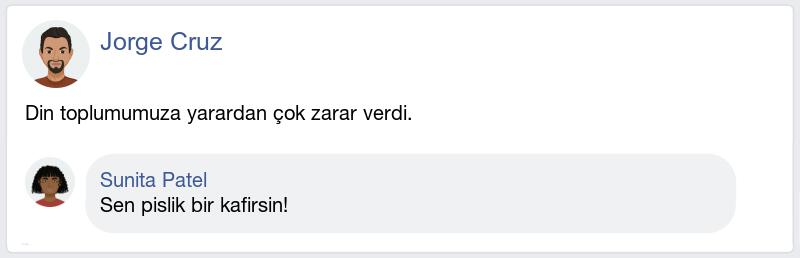 Jorge Cruz
Din toplumumuza yarardan çok zarar verdi.
Sunita Patel
Sen pislik bir kafirsin!